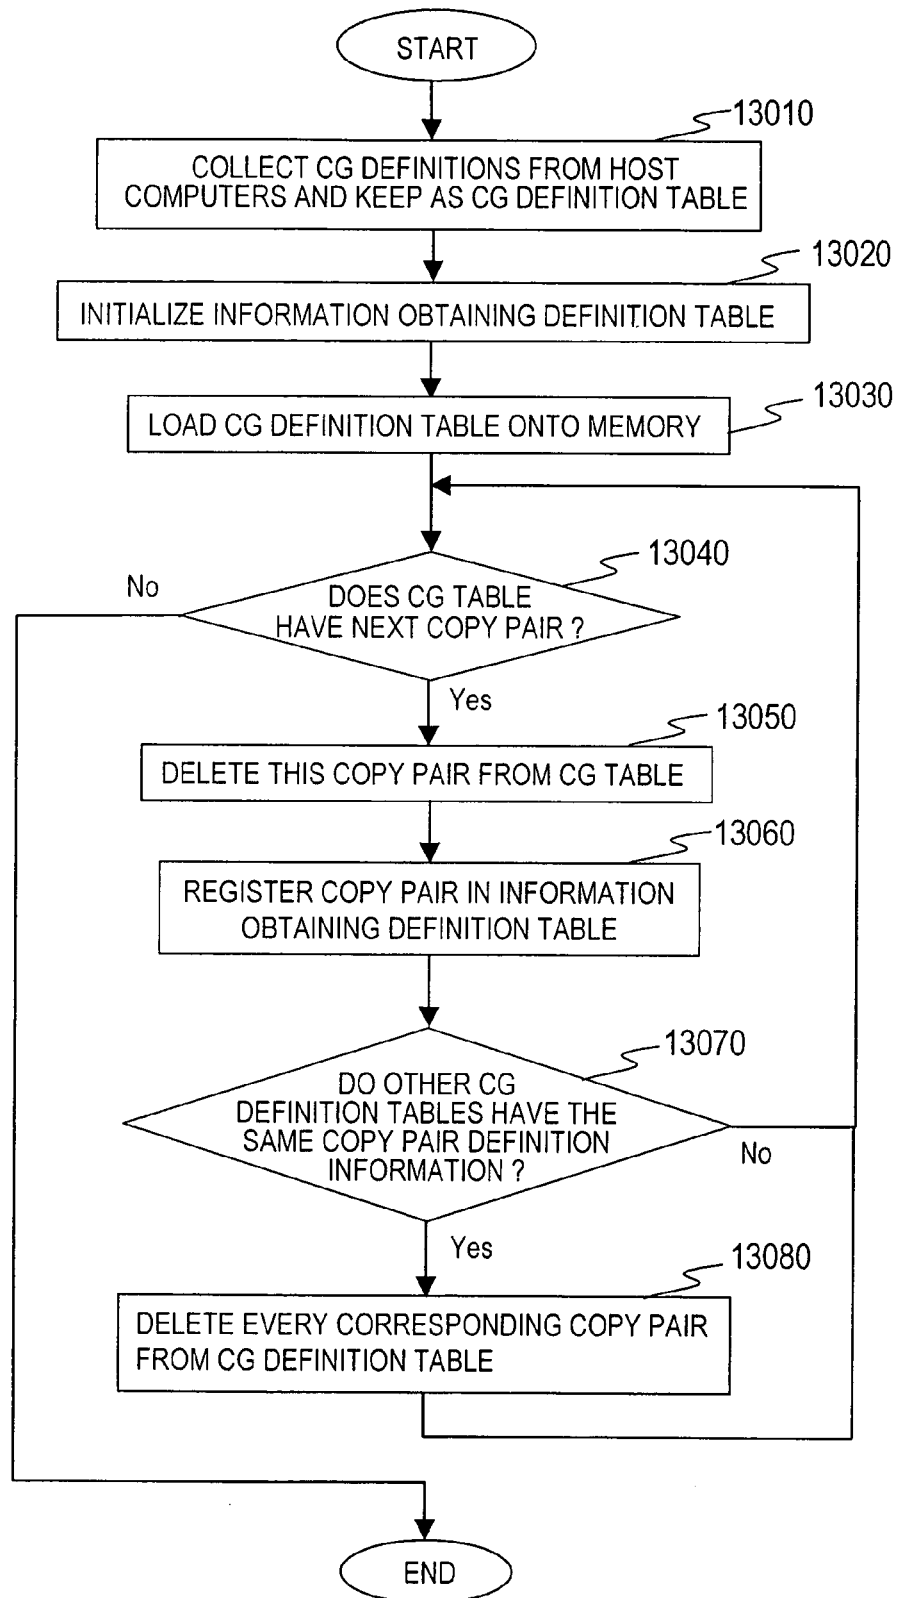 START
13010
COLLECT CG DEFINITIONS FROM HOST
COMPUTERS AND KEEP AS CG DEFINITION TABLE
13020
INITIALIZE INFORMATION OBTAINING DEFINITION TABLE
13030
LOAD CG DEFINITION TABLE ONTO MEMORY
13040
No
DOES CG TABLE
HAVE NEXT COPY PAIR ?
Yes
13050
DELETE THIS COPY PAIR FROM CG TABLE
13060
REGISTER COPY PAIR IN INFORMATION
OBTAINING DEFINITION TABLE
13070
DO OTHER CG
DEFINITION TABLES HAVE THE
SAME COPY PAIR DEFINITION
INFORMATION ?
No
Yes
13080
DELETE EVERY CORRESPONDING COPY PAIR
FROM CG DEFINITION TABLE
END